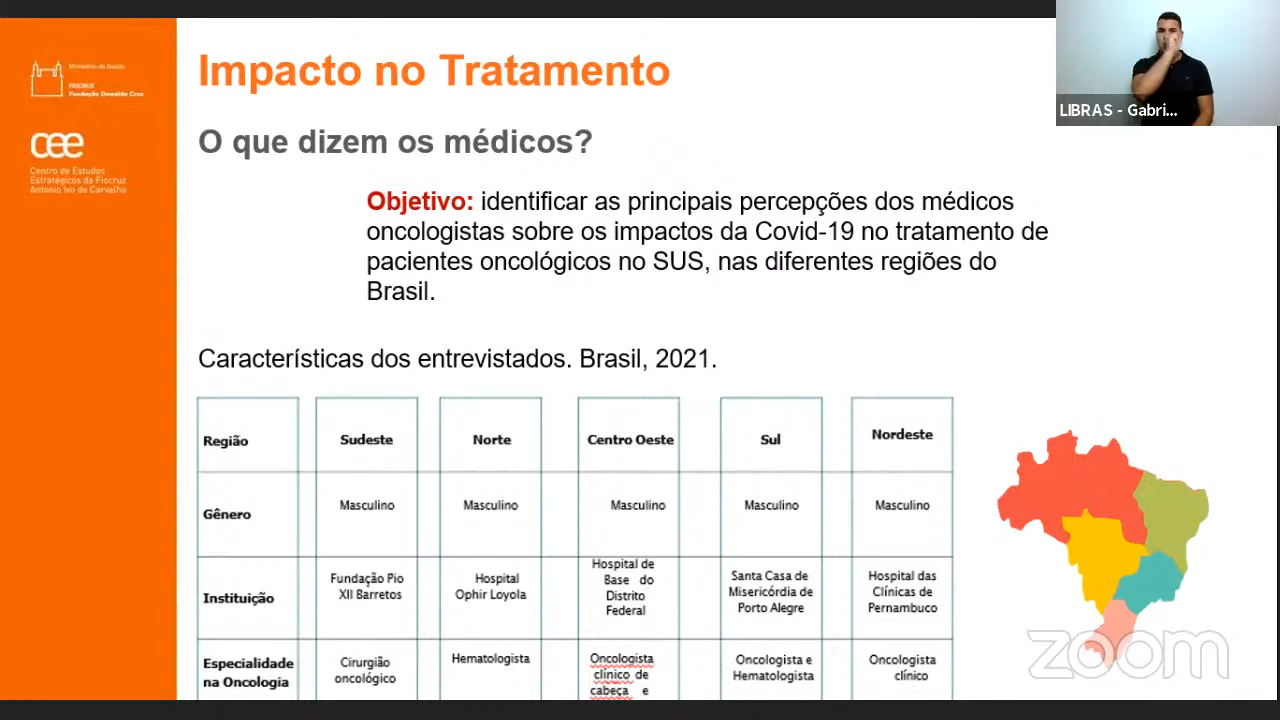 Ministério da Saúde
FIOCRUZ
Fundação Oswaldo Cruz
cee
Centro de Estudos
Estratégicos da Fiocruz
Antonio Ivo de Carvalho
Impacto no Tratamento
LIBRAS - Gabri...
O que dizem os médicos?
Objetivo: identificar as principais percepções dos médicos
oncologistas sobre os impactos da Covid-19 no tratamento de
pacientes oncológicos no SUS, nas diferentes regiões do
Brasil.
Características dos entrevistados. Brasil, 2021.
Região
Sudeste
Norte
Centro Oeste
Sul
Nordeste
Gênero
Masculino
Masculino
Masculino
Masculino
Masculino
Instituição
Fundação Pio
XII Barretos
Hospital
Ophir Loyola
Hospital de
Base do
Distrito
Federal
Santa Casa de
Misericórdia de
Porto Alegre
Hospital das
Clínicas de
Pernambuco
Especialidade
na Oncologia
Cirurgião
oncológico
Hematologista
Oncologista
clínico de
cabeça e
Oncologista e
Hematologista
Oncologista
clínico
zoom